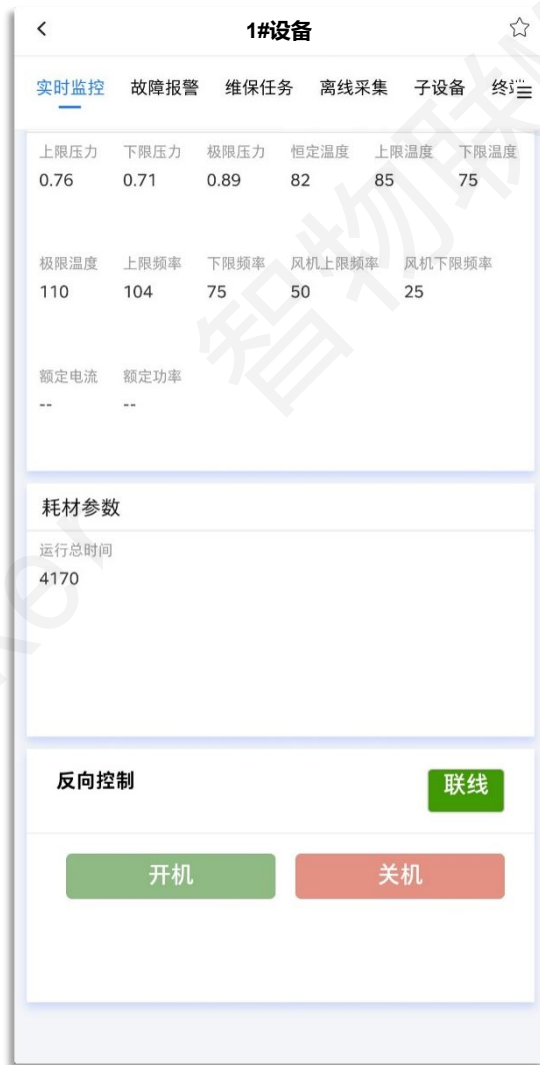 1#设备
实时监控 故障报警 维保任务 离线采集 子设备
上限压力 下限压力 极限压力 恒定温度 上限温度 下限温度
0.76 0.71 0.89 82 85 75
极限温度 上限频率 下限频率 风机上限频率 风机下限频率
110 104 75 50 25
额定电流 额定功率
-- --
耗材参数
运行总时间
4170
反向控制 联线
开机 关机
智物联